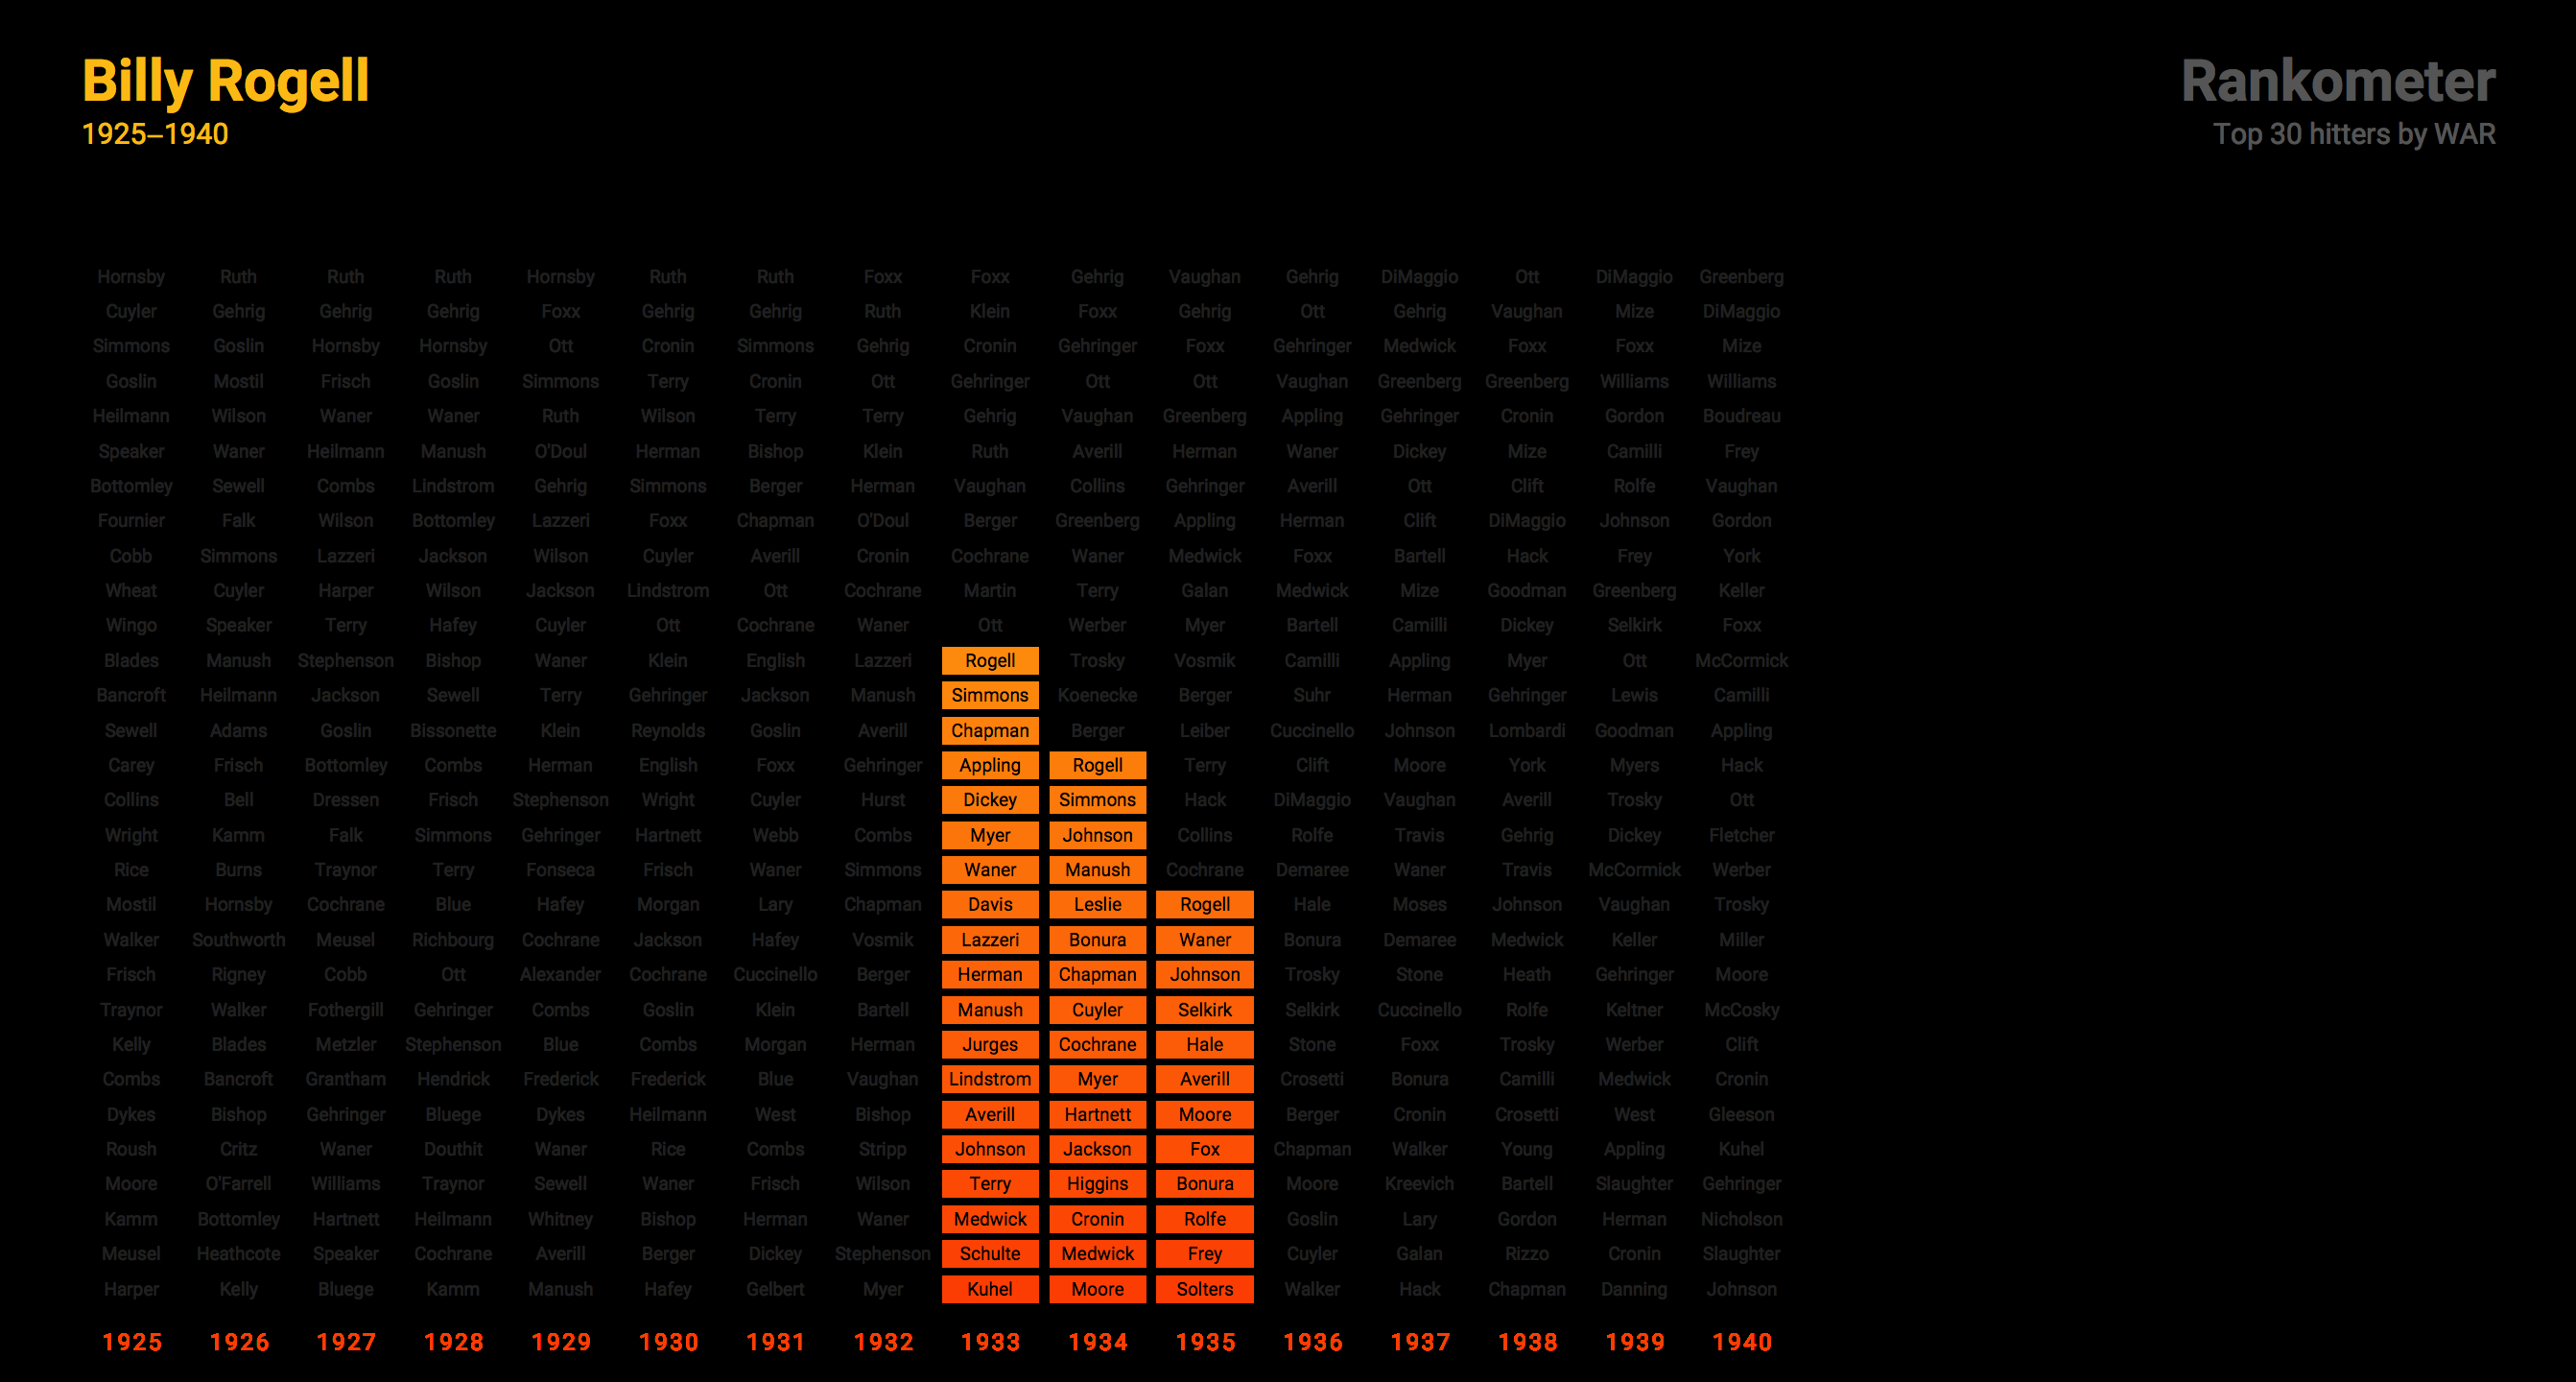 Billy Rogell
1925–1940
Rankometer
Top 30 hitters by WAR
Hornsby Ruth Ruth Ruth Hornsby Ruth Ruth Foxx Foxx Gehrig Vaughan Gehrig DiMaggio Ott DiMaggio Greenberg
Cuyler Gehrig Gehrig Gehrig Foxx Gehrig Gehrig Ruth Klein Foxx Gehrig Ott Gehrig Vaughan Mize DiMaggio
Simmons Goslin Hornsby Hornsby Ott Cronin Simmons Gehrig Cronin Gehringer Foxx Gehringer Medwick Foxx Foxx Mize
Goslin Mostil Frisch Goslin Simmons Terry Cronin Ott Gehringer Ott Ott Vaughan Greenberg Greenberg Williams Williams
Heilmann Wilson Waner Waner Ruth Wilson Terry Terry Gehrig Vaughan Greenberg Appling Gehringer Cronin Gordon Boudreau
Speaker Waner Heilmann Manush O'Doul Herman Bishop Klein Ruth Averill Herman Waner Dickey Mize Camilli Frey
Bottomley Sewell Combs Lindstrom Gehrig Simmons Berger Herman Vaughan Collins Gehringer Averill Ott Clift Rolfe Vaughan
Fournier Falk Wilson Bottomley Lazzeri Foxx Chapman O'Doul Berger Greenberg Appling Herman Clift DiMaggio Johnson Gordon
Cobb Simmons Lazzeri Jackson Wilson Cuyler Averill Cronin Cochrane Waner Medwick Foxx Bartell Hack Frey York
Wheat Cuyler Harper Wilson Jackson Lindstrom Ott Cochrane Martin Terry Galan Medwick Mize Goodman Greenberg Keller
Wingo Speaker Terry Hafey Cuyler Ott Cochrane Waner Ott Werber Myer Bartell Camilli Dickey Selkirk Foxx
Blades Manush Stephenson Bishop Waner Klein English Lazzeri Rogell Trosky Vosmik Camilli Appling Myer Ott McCormick
Bancroft Heilmann Jackson Sewell Terry Gehringer Jackson Manush Simmons Koenecke Berger Suhr Herman Gehringer Lewis Camilli
Sewell Adams Goslin Bissonette Klein Reynolds Goslin Averill Chapman Berger Leiber Cuccinello Johnson Lombardi Goodman Appling
Carey Frisch Bottomley Combs Herman English Foxx Gehringer Appling Rogell Terry Clift Moore York Myers Hack
Collins Bell Dressen Frisch Stephenson Wright Cuyler Hurst Dickey Simmons Hack DiMaggio Vaughan Averill Trosky Ott
Wright Kamm Falk Simmons Gehringer Hartnett Webb Combs Myer Johnson Collins Rolfe Travis Gehrig Dickey Fletcher
Rice Burns Traynor Terry Fonseca Frisch Waner Simmons Waner Manush Cochrane Demaree Waner Travis McCormick Werber
Mostil Hornsby Cochrane Blue Hafey Morgan Lary Chapman Davis Leslie Rogell Hale Moses Johnson Vaughan Trosky
Walker Southworth Meusel Richbourg Cochrane Jackson Hafey Vosmik Lazzeri Bonura Waner Bonura Demaree Medwick Keller Miller
Frisch Rigney Cobb Ott Alexander Cochrane Cuccinello Berger Herman Chapman Johnson Trosky Stone Heath Gehringer Moore
Traynor Walker Fothergill Gehringer Combs Goslin Klein Bartell Manush Cuyler Selkirk Selkirk Cuccinello Rolfe Keltner McCosky
Kelly Blades Metzler Stephenson Blue Combs Morgan Herman Jurges Cochrane Hale Stone Foxx Trosky Werber Clift
Combs Bancroft Grantham Hendrick Frederick Frederick Blue Vaughan Lindstrom Myer Averill Crosetti Bonura Camilli Medwick Cronin
Dykes Bishop Gehringer Bluege Dykes Heilmann West Bishop Averill Hartnett Moore Berger Cronin Crosetti West Gleeson
Roush Critz Waner Douthit Waner Rice Combs Stripp Johnson Jackson Fox Chapman Walker Young Appling Kuhel
Moore O'Farrell Williams Traynor Sewell Waner Frisch Wilson Terry Higgins Bonura Moore Kreevich Bartell Slaughter Gehringer
Kamm Bottomley Hartnett Heilmann Whitney Bishop Herman Waner Medwick Cronin Rolfe Goslin Lary Gordon Herman Nicholson
Meusel Heathcote Speaker Cochrane Averill Berger Dickey Stephenson Schulte Medwick Frey Cuyler Galan Rizzo Cronin Slaughter
Harper Kelly Bluege Kamm Manush Hafey Gelbert Myer Kuhel Moore Solters Walker Hack Chapman Danning Johnson
1925 1926 1927 1928 1929 1930 1931 1932 1933 1934 1935 1936 1937 1938 1939 1940